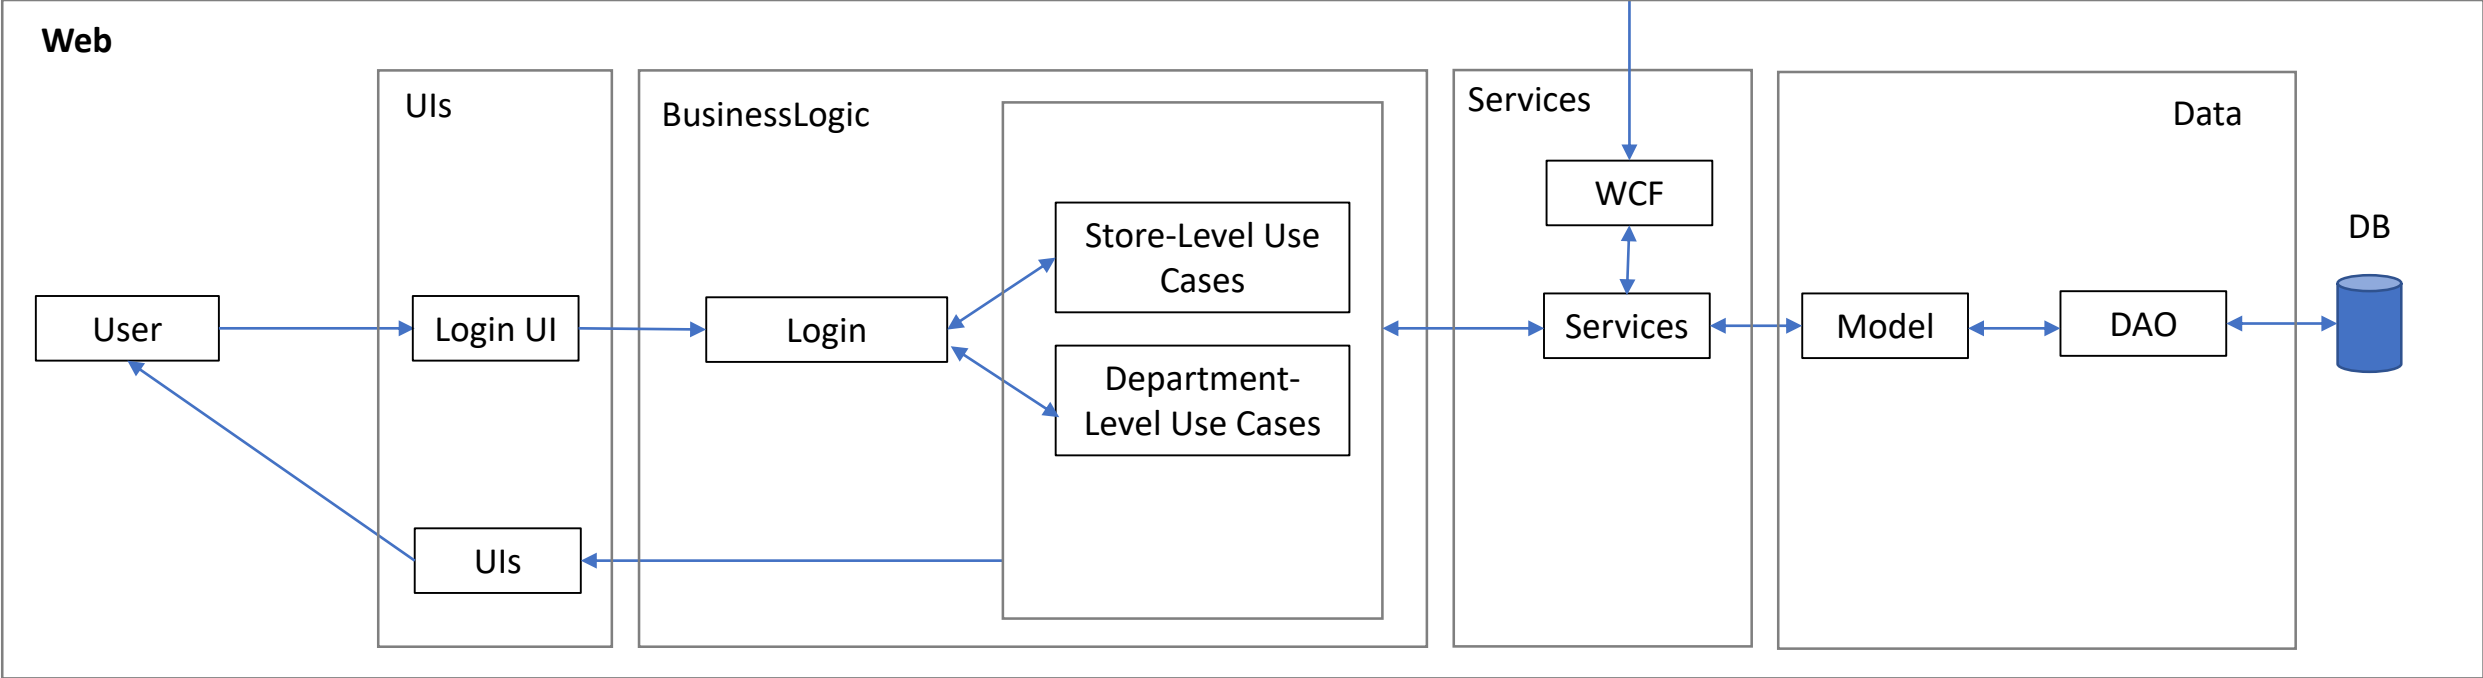 Web
UIs
BusinessLogic
Services
Data
WCF
Store-Level Use
Cases
DB
User
Login UI
Login
Services
Model
DAO
Department-
Level Use Cases
UIs